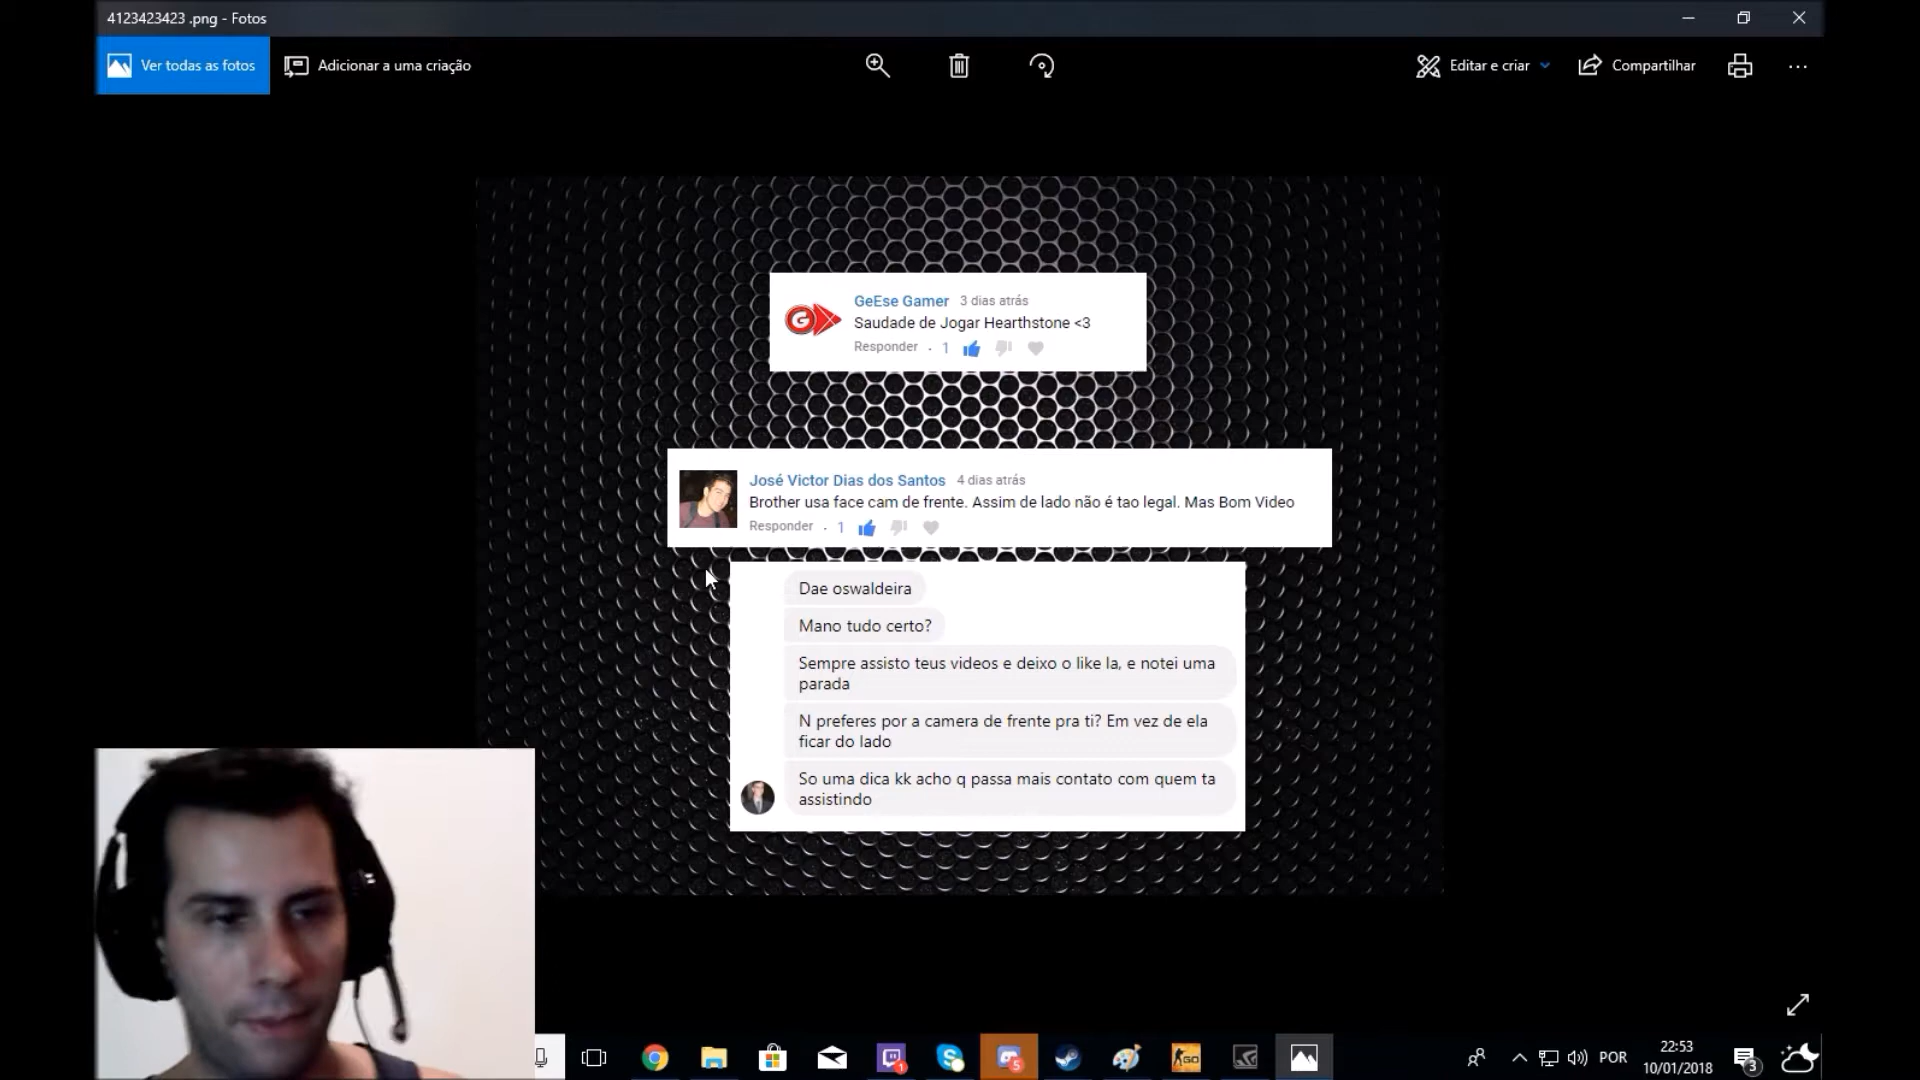 4123423423 .png - Fotos
Ver todas as fotos
Adicionar a uma criação
Editar e criar
Compartilhar
GeEse Gamer 3 dias atrás
Saudade de Jogar Hearthstone <3
Responder · 1
José Victor Dias dos Santos 4 dias atrás
Brother usa face cam de frente. Assim de lado não é tao legal. Mas Bom Video
Responder · 1
Dae oswaldeira
Mano tudo certo?
Sempre assisto teus videos e deixo o like la, e notei uma
parada
N preferes por a camera de frente pra ti? Em vez de ela
ficar do lado
So uma dica kk acho q passa mais contato com quem ta
assistindo
1
5
GO
POR
22:53
10/01/2018
3